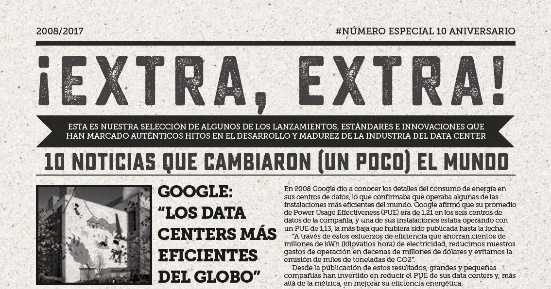 2008/2017
#NÚMERO ESPECIAL 10 ANIVERSARIO
¡EXTRA, EXTRA!
ESTA ES NUESTRA SELECCIÓN DE ALGUNOS DE LOS LANZAMIENTOS, ESTÁNDARES E INNOVACIONES QUE
HAN MARCADO AUTÉNTICOS HITOS EN EL DESARROLLO Y MADUREZ DE LA INDUSTRIA DEL DATA CENTER
10 NOTICIAS QUE CAMBIARON (UN POCO) EL MUNDO
GOOGLE:
“LOS DATA
CENTERS MÁS
EFICIENTES
DEL GLOBO”
En 2008 Google dio a conocer los detalles del consumo de energía en
sus centros de datos, lo que confirmaba que operaba algunas de las
instalaciones más eficientes del mundo. Google afirmó que su promedio
de Power Usage Effectiveness (PUE) era de 1,21 en los seis centros de
datos de la compañía, y una de sus instalaciones estaba operando con
un PUE de 1,13, la más baja que hubiera sido publicada hasta la fecha.
“A través de estos esfuerzos de eficiencia que ahorran cientos de
millones de kWh (kilovatios hora) de electricidad, reducimos nuestros
gastos de operación en decenas de millones de dólares y evitamos la
emisión de miles de toneladas de CO2”.
Desde la publicación de estos resultados, grandes y pequeñas
compañías han invertido en reducir el PUE de sus data centers y, más
allá de la métrica, en mejorar su eficiencia energética.